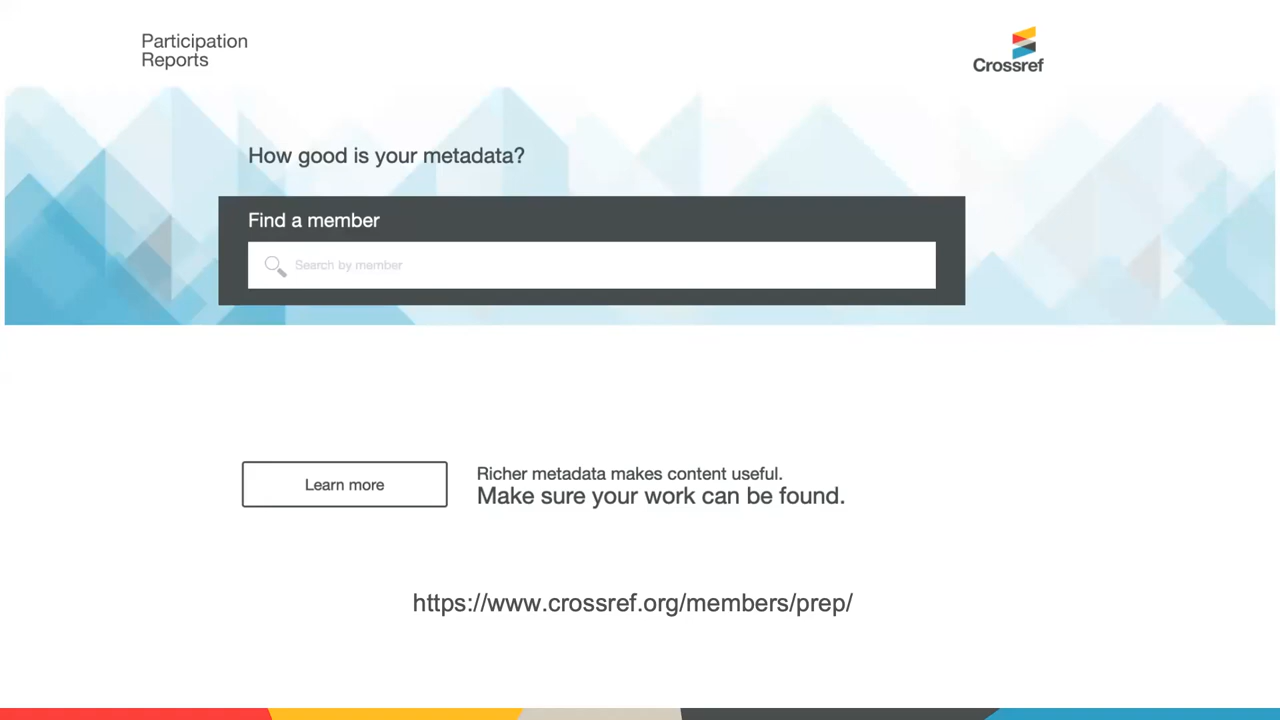 Participation
Reports
Crossref
How good is your metadata?
Find a member
Search by member
Learn more
Richer metadata makes content useful.
Make sure your work can be found.
https://www.crossref.org/members/prep/